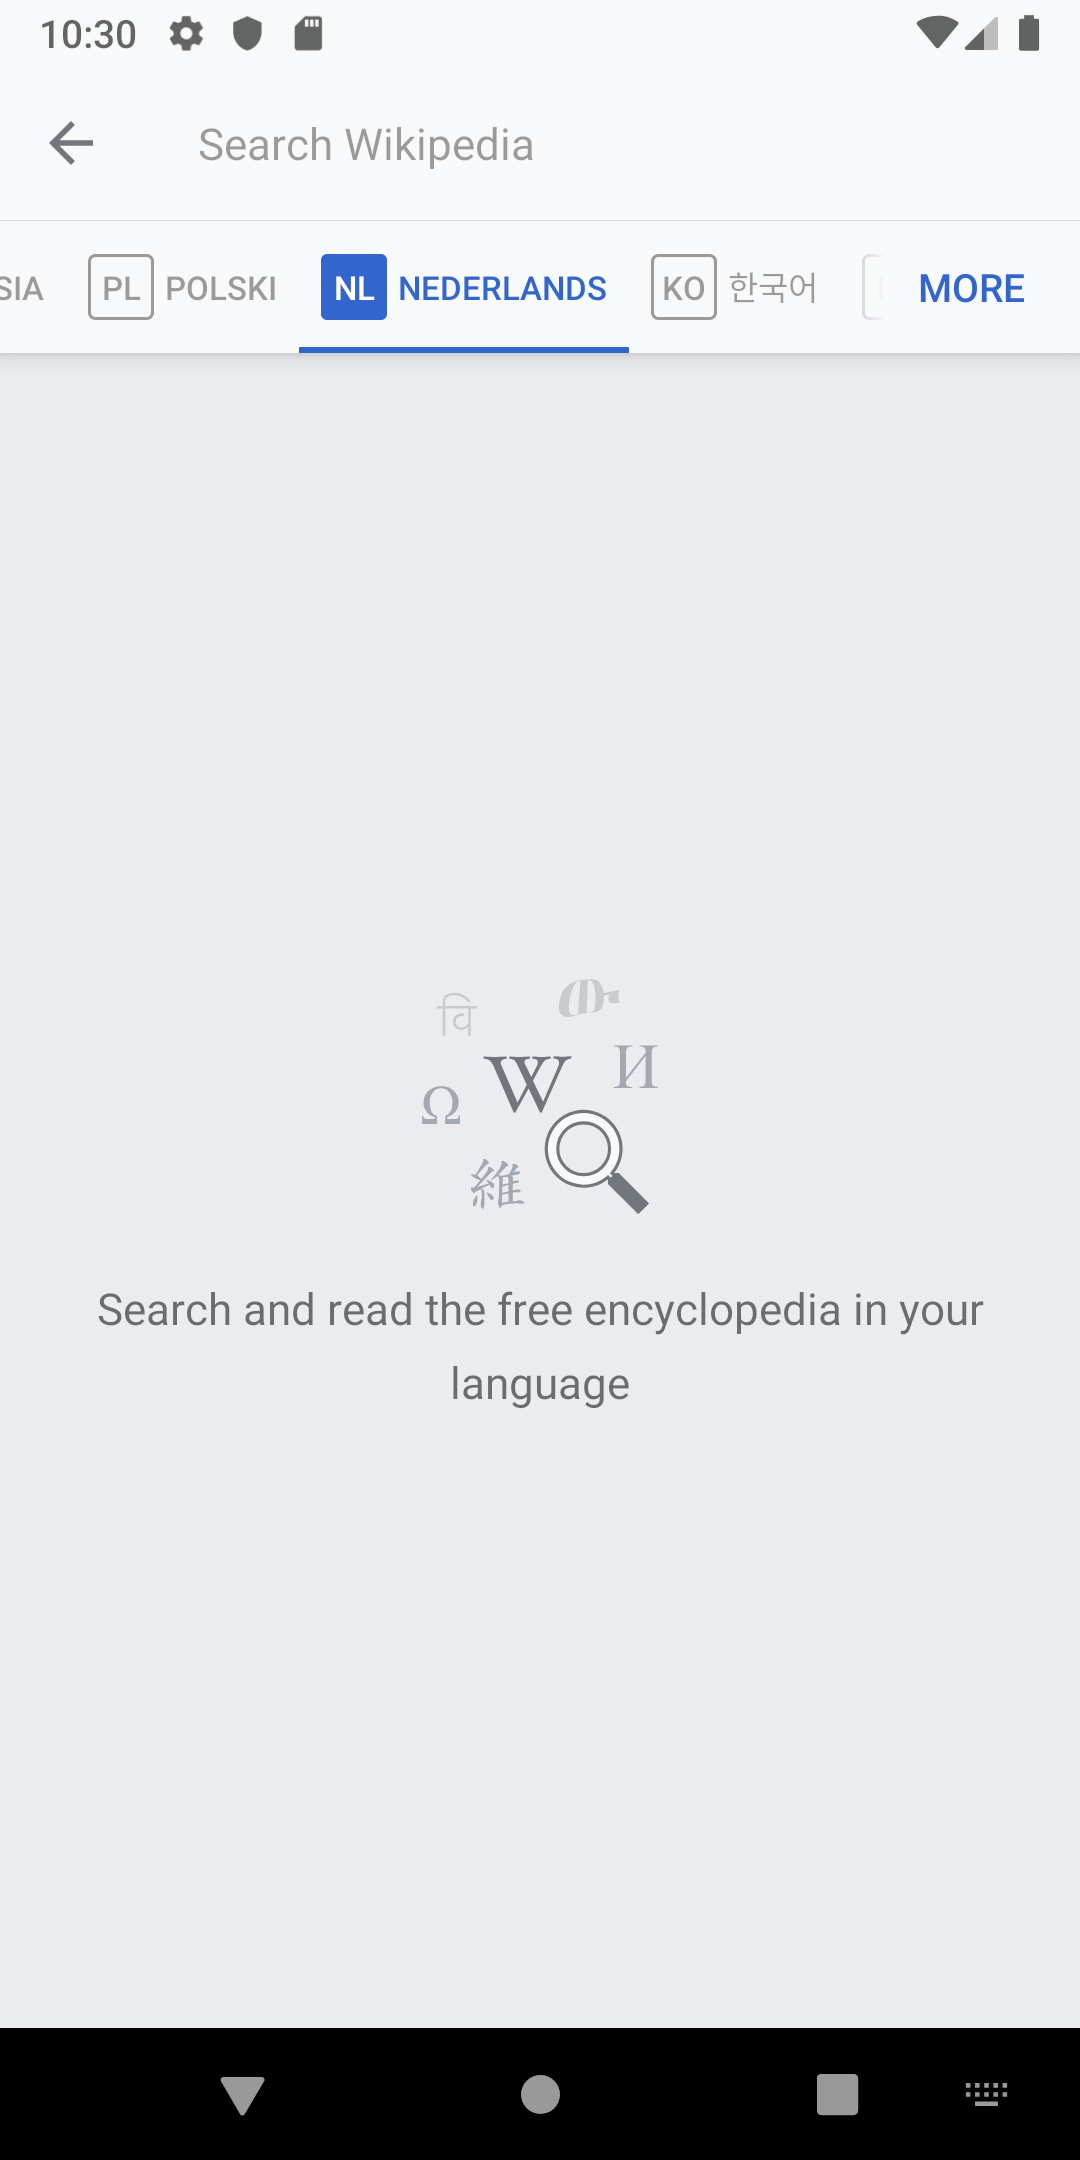 10:30
Search Wikipedia
SIA
PL POLSKI
NL NEDERLANDS
KO 한국어
MORE
वि
W
И
Ω
維
Search and read the free encyclopedia in your
language